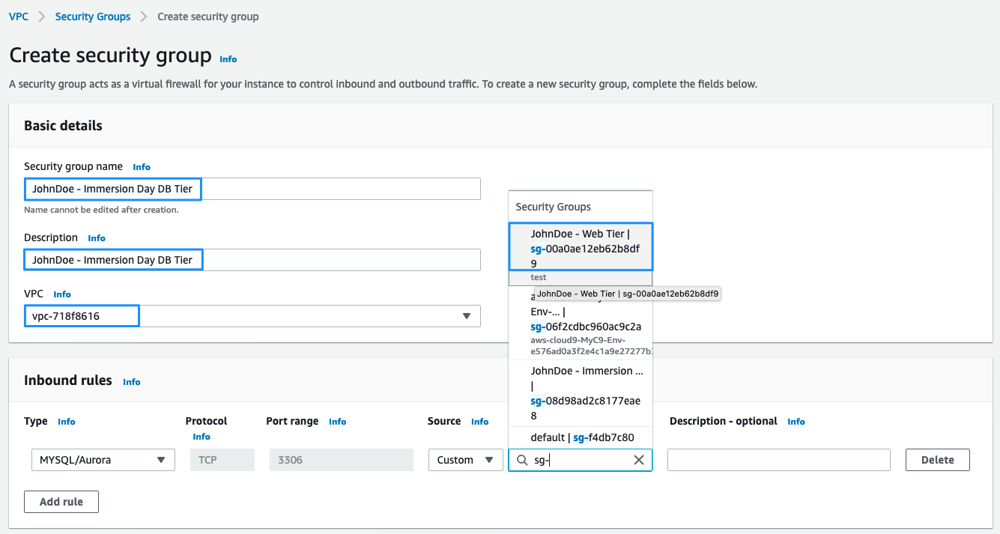 VPC > Security Groups > Create security group
Create security group Info
A security group acts as a virtual firewall for your instance to control inbound and outbound traffic. To create a new security group, complete the fields below.
Basic details
Security group name Info
JohnDoe - Immersion Day DB Tier
Name cannot be edited after creation.
Description Info
JohnDoe - Immersion Day DB Tier
VPC Info
vpc-718f8616
Security Groups
JohnDoe - Web Tier |
sg-00a0ae12eb62b8df
9
test
JohnDoe - Web Tier | sg-00a0ae12eb62b8df9
Env-... |
sg-06f2cdbc960ac9c2a
aws-cloud9-MyC9-Env-
e576ad0a3f2e4c1a9e27277b
JohnDoe - Immersion ...
|
sg-08d98ad2c8177eae
8
default | sg-f4db7c80
Inbound rules Info
Type Info
Protocol Info
Port range Info
Source Info
Description - optional Info
MYSQL/Aurora
TCP
3306
Custom
sg-
Delete
Add rule